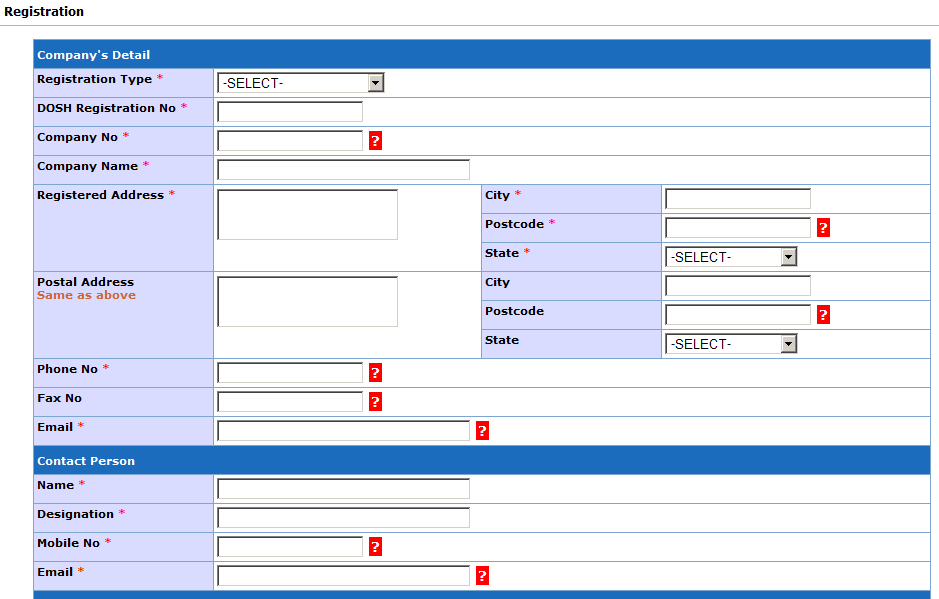 Registration
Company's Detail
Registration Type *
-SELECT-
DOSH Registration No *
Company No *
?
Company Name *
Registered Address *
City *
Postcode *
?
State *
-SELECT-
Postal Address
Same as above
City
Postcode
?
State
-SELECT-
Phone No *
?
Fax No
?
Email *
?
Contact Person
Name *
Designation *
Mobile No *
?
Email *
?